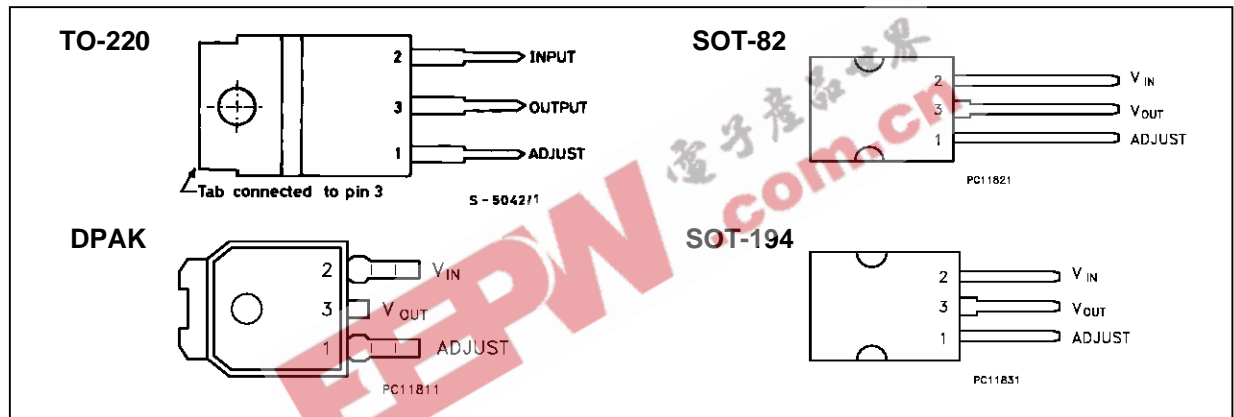 TO-220
2 INPUT
3 OUTPUT
1 ADJUST
Tab connected to pin 3
S-5042/1
SOT-82
2 V IN
3 VOUT
1 ADJUST
PC11821
DPAK
2 VIN
3 V OUT
1 ADJUST
PC11811
SOT-194
2 V IN
3 VOUT
1 ADJUST
PC11831
EEPW.com.cn
電子產品世界